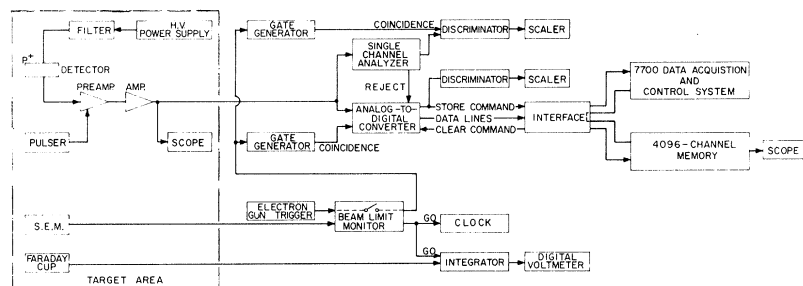 FILTER
H.V.
POWER SUPPLY
P+
DETECTOR
PREAMP.
AMP.
PULSER
SCOPE
S.E.M.
FARADAY
CUP
TARGET AREA
GATE
GENERATOR
COINCIDENCE
DISCRIMINATOR
SCALER
SINGLE
CHANNEL
ANALYZER
REJECT
DISCRIMINATOR
SCALER
ANALOG-TO-
DIGITAL
CONVERTER
STORE COMMAND
DATA LINES
CLEAR COMMAND
INTERFACE
GATE
GENERATOR
COINCIDENCE
7700 DATA ACQUISTION
AND
CONTROL SYSTEM
4096-CHANNEL
MEMORY
SCOPE
ELECTRON
GUN TRIGGER
BEAM LIMIT
MONITOR
GO
CLOCK
GO
INTEGRATOR
DIGITAL
VOLTMETER